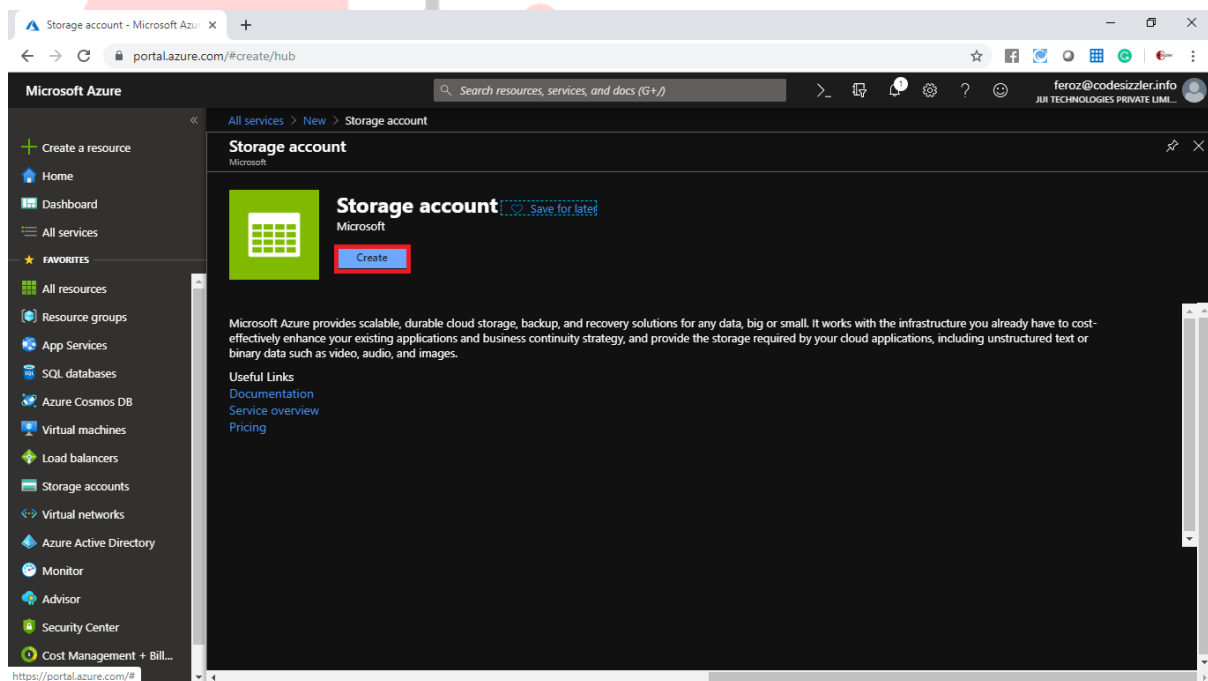 Storage account - Microsoft Azu
portal.azure.com/#create/hub
Microsoft Azure
Search resources, services, and docs (G+/)
1
feroz@codesizzler.info
JIJI TECHNOLOGIES PRIVATE LIMI...
All services > New > Storage account
Storage account
Microsoft
Create a resource
Home
Dashboard
All services
FAVORITES
All resources
Resource groups
App Services
SQL databases
Azure Cosmos DB
Virtual machines
Load balancers
Storage accounts
Virtual networks
Azure Active Directory
Monitor
Advisor
Security Center
Cost Management + Bill...
https://portal.azure.com/#
Storage account Save for later
Microsoft
Create
Microsoft Azure provides scalable, durable cloud storage, backup, and recovery solutions for any data, big or small. It works with the infrastructure you already have to cost-
effectively enhance your existing applications and business continuity strategy, and provide the storage required by your cloud applications, including unstructured text or
binary data such as video, audio, and images.
Useful Links
Documentation
Service overview
Pricing